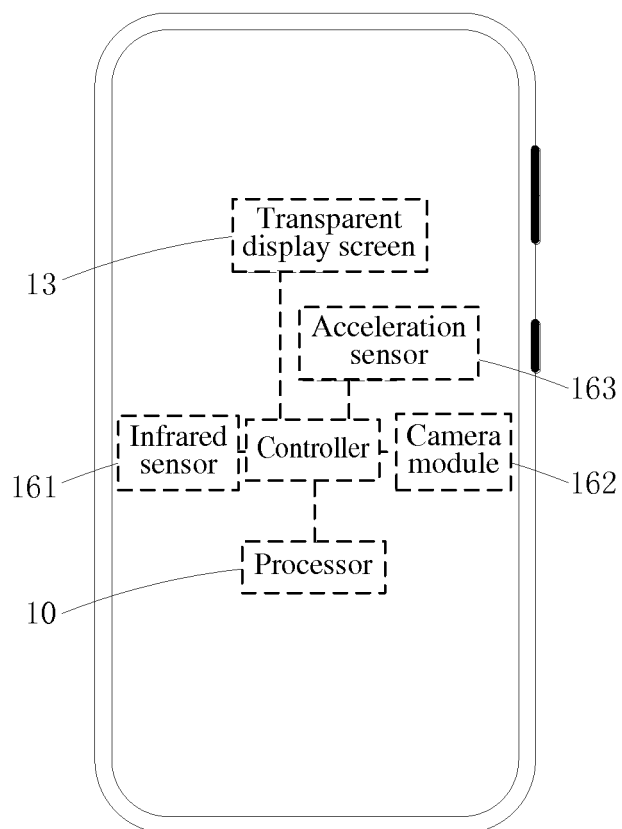 Transparent
display screen
13
Acceleration
sensor
163
Infrared
sensor
161
Controller
Camera
module
162
Processor
10